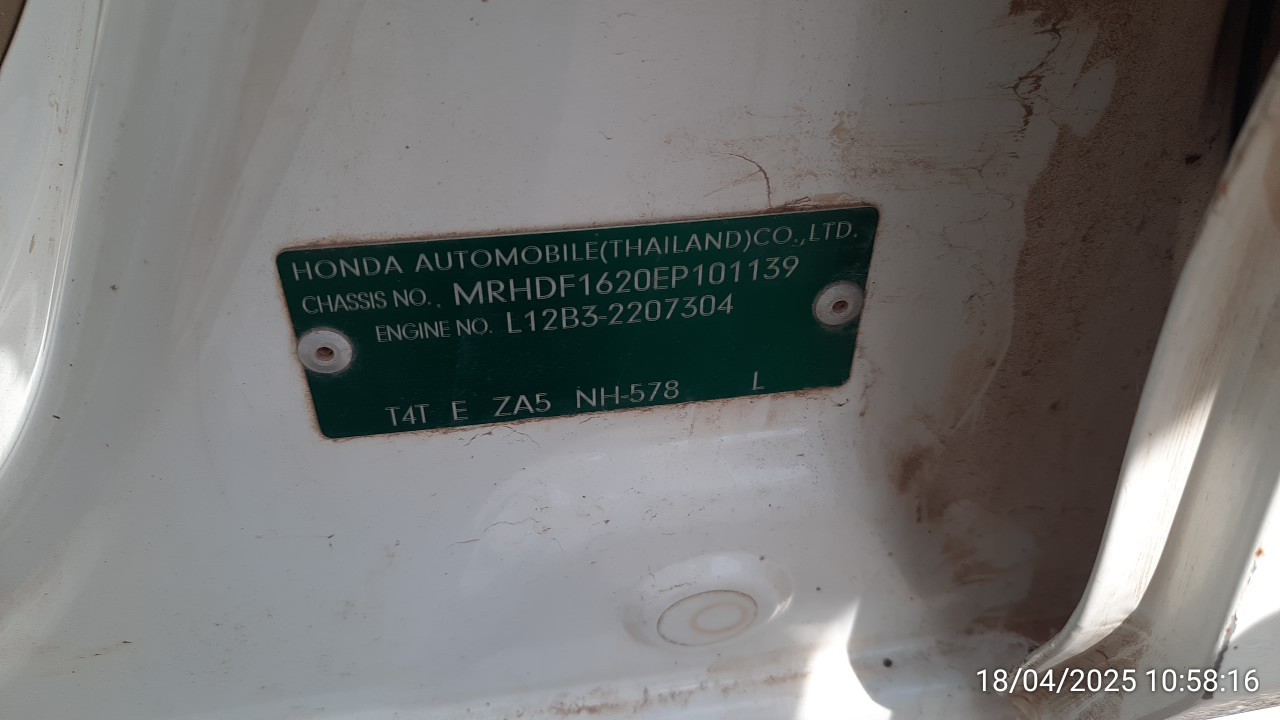 HONDA AUTOMOBILE(THAILAND)CO.,LTD.
CHASSIS NO. MRHDF1620EP101139
ENGINE NO. L12B3-2207304
T4T E ZA5 NH-578 L
18/04/2025 10:58:16